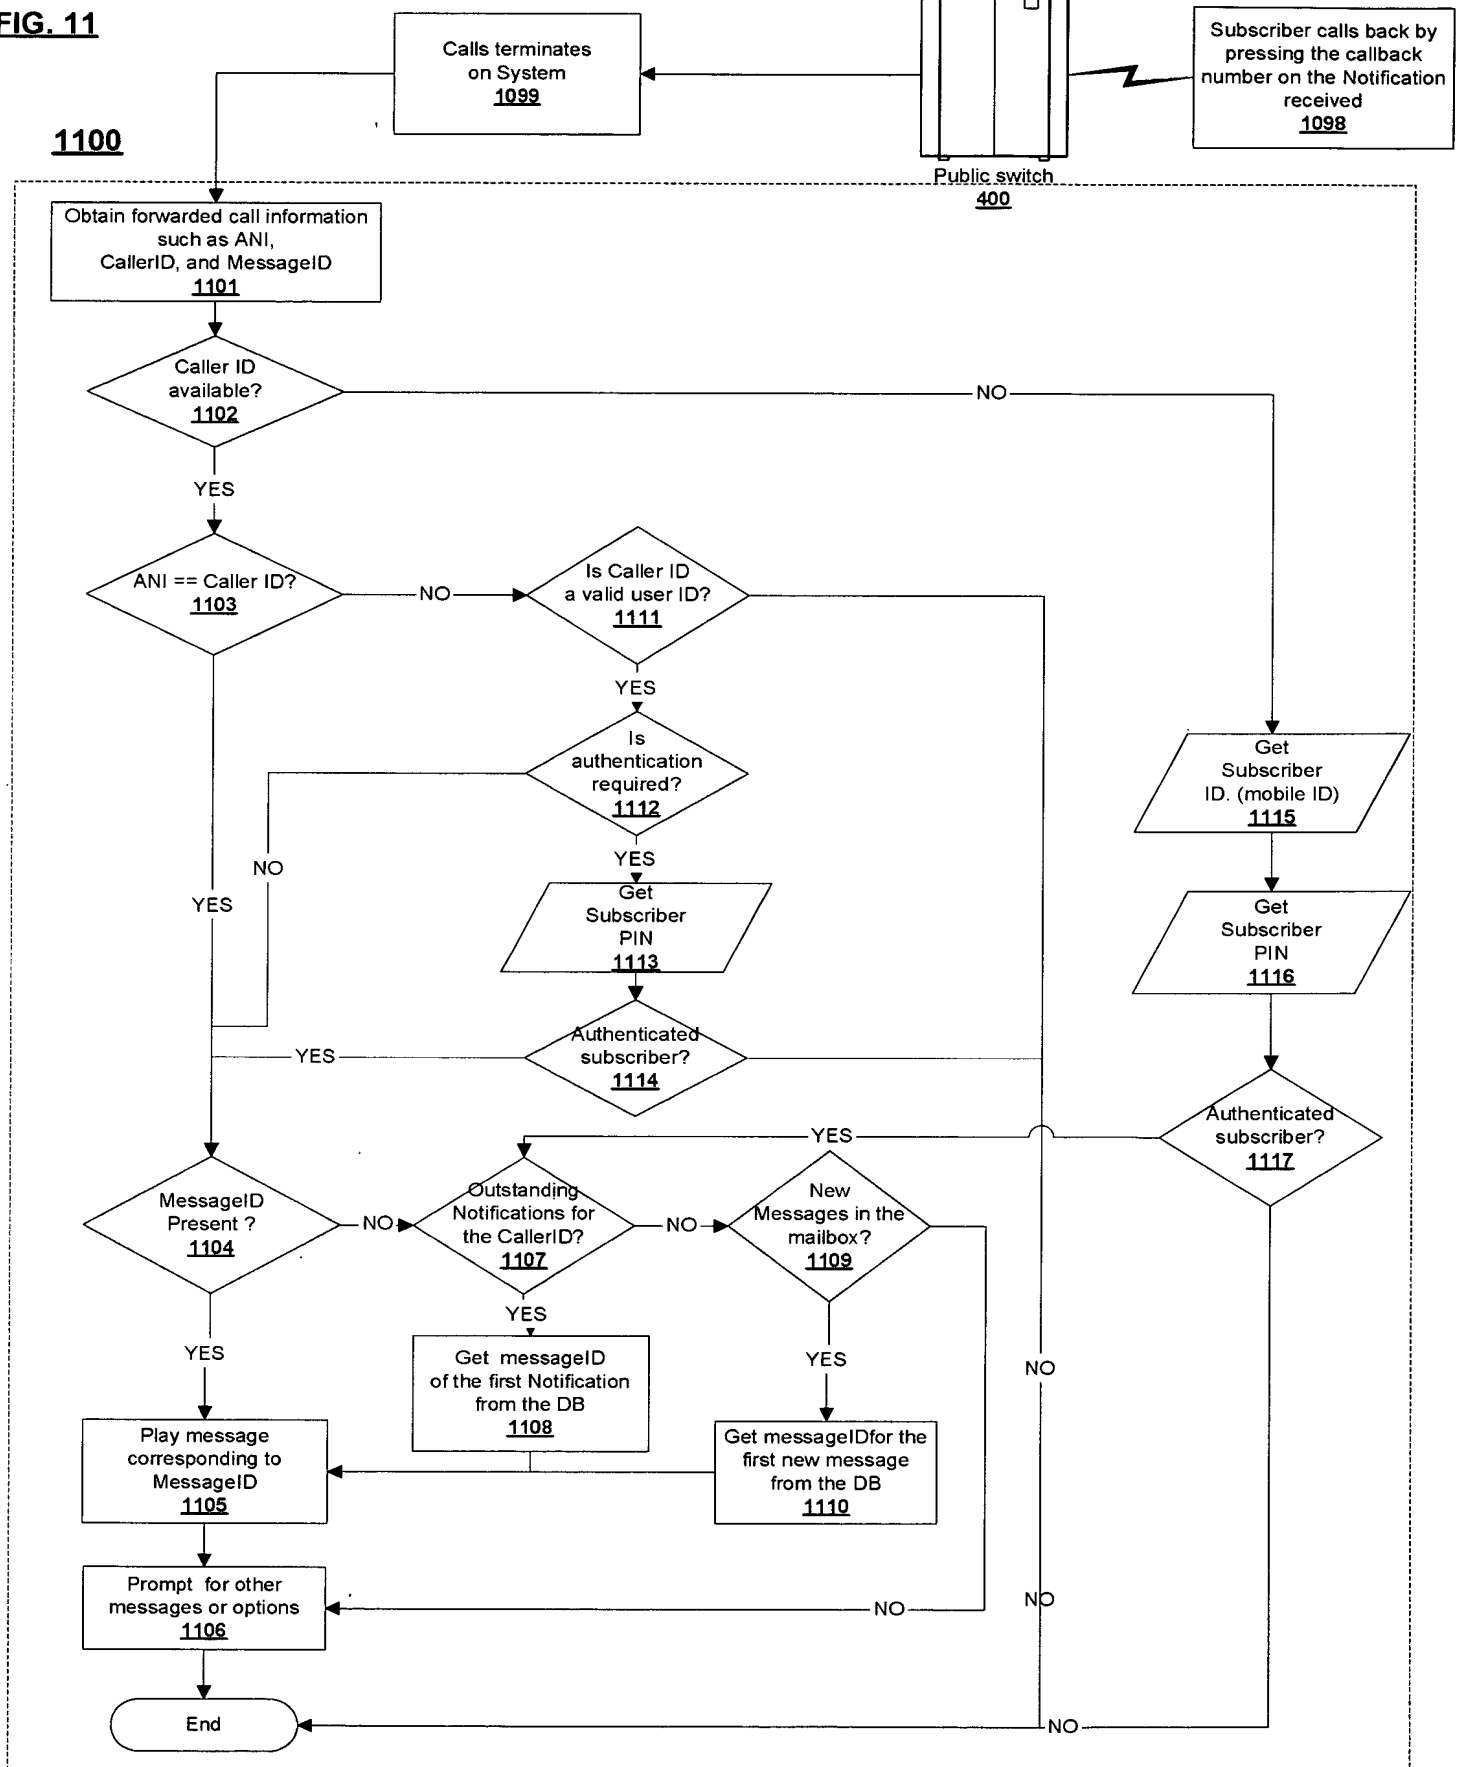 FIG. 11
Calls terminates
on System
1099
Subscriber calls back by
pressing the callback
number on the Notification
received
1098
1100
Public switch
400
Obtain forwarded call information
such as ANI,
CallerID, and MessageID
1101
Caller ID
available?
1102
NO
YES
ANI == Caller ID?
1103
NO
Is Caller ID
a valid user ID?
1111
YES
Is
authentication
required?
1112
Get
Subscriber
ID. (mobile ID)
1115
NO
YES
YES
Get
Subscriber
PIN
1113
Get
Subscriber
PIN
1116
YES
Authenticated
subscriber?
1114
YES
Authenticated
subscriber?
1117
MessageID
Present ?
1104
NO
Outstanding
Notifications for
the CallerID?
1107
NO
New
Messages in the
mailbox?
1109
YES
YES
YES
NO
Get messageID
of the first Notification
from the DB
1108
Play message
corresponding to
MessageID
1105
Get messageIDfor the
first new message
from the DB
1110
Prompt for other
messages or options
1106
NO
NO
End
NO